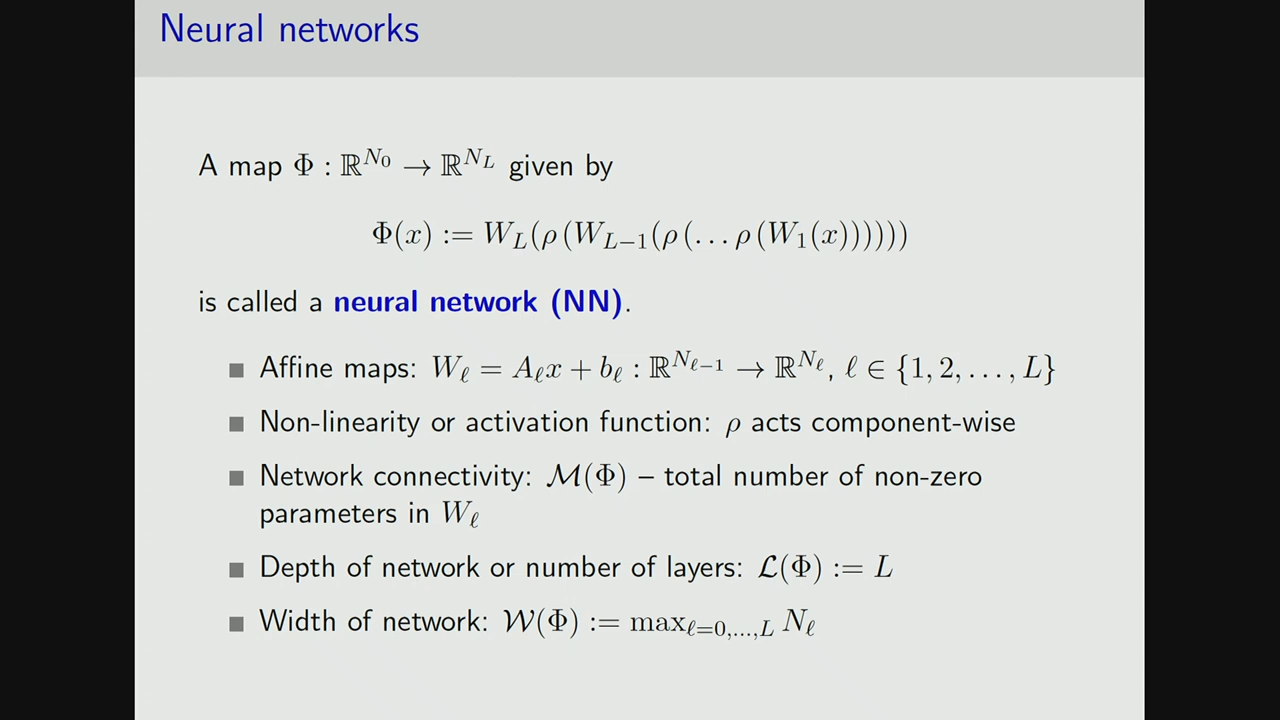 Neural networks
A map Φ : ℝ^{N_0} → ℝ^{N_L} given by
Φ(x) := W_L(ρ (W_{L−1}(ρ (. . . ρ (W_1(x))))))
is called a neural network (NN).
■ Affine maps: W_ℓ = A_ℓx + b_ℓ : ℝ^{N_{ℓ−1}} → ℝ^{N_ℓ}, ℓ ∈ {1, 2, . . . , L}
■ Non-linearity or activation function: ρ acts component-wise
■ Network connectivity: ℳ(Φ) – total number of non-zero
parameters in W_ℓ
■ Depth of network or number of layers: ℒ(Φ) := L
■ Width of network: 𝒲(Φ) := max_{ℓ=0,...,L} N_ℓ